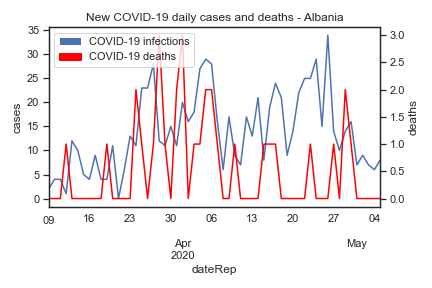 New COVID-19 daily cases and deaths - Albania
COVID-19 infections
COVID-19 deaths
cases
35
30
25
20
15
10
5
0
deaths
3.0
2.5
2.0
1.5
1.0
0.5
0.0
09 16 23 30 06 13 20 27 04
Apr May
2020
dateRep